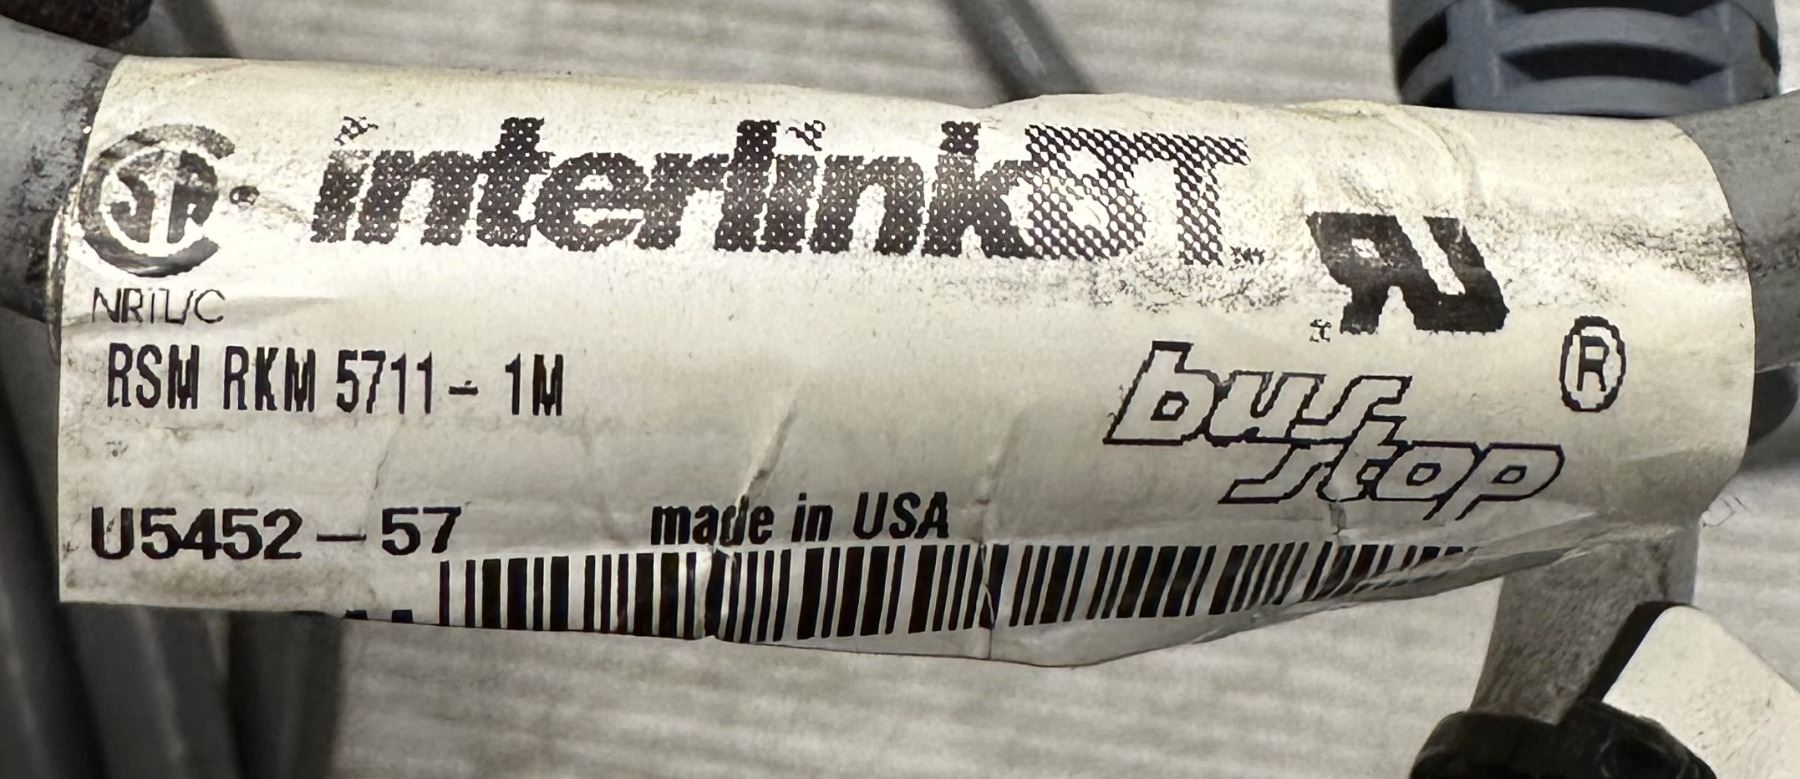 interlinkBT
NRTL/C
RSM RKM 5711-1M
bus
stop
®
U5452-57
made in USA